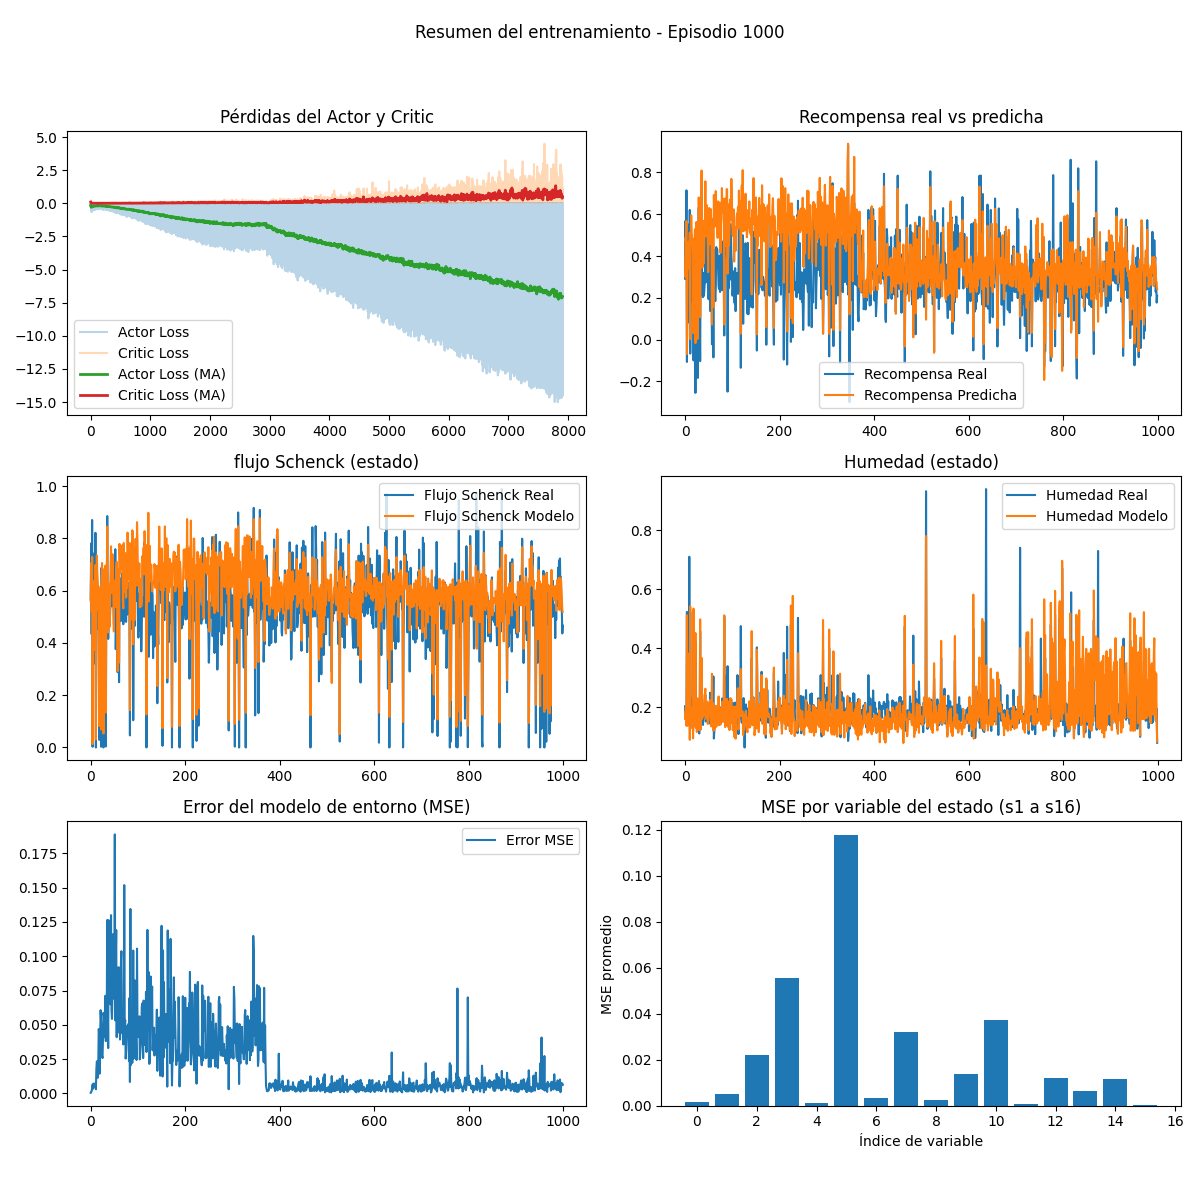 Resumen del entrenamiento - Episodio 1000
Pérdidas del Actor y Critic
5.0
2.5
0.0
−2.5
−5.0
−7.5
−10.0
−12.5
−15.0
Actor Loss
Critic Loss
Actor Loss (MA)
Critic Loss (MA)
0 1000 2000 3000 4000 5000 6000 7000 8000
Recompensa real vs predicha
0.8
0.6
0.4
0.2
0.0
−0.2
Recompensa Real
Recompensa Predicha
0 200 400 600 800 1000
flujo Schenck (estado)
1.0
0.8
0.6
0.4
0.2
0.0
Flujo Schenck Real
Flujo Schenck Modelo
0 200 400 600 800 1000
Humedad (estado)
0.8
0.6
0.4
0.2
Humedad Real
Humedad Modelo
0 200 400 600 800 1000
Error del modelo de entorno (MSE)
0.175
0.150
0.125
0.100
0.075
0.050
0.025
0.000
Error MSE
0 200 400 600 800 1000
MSE por variable del estado (s1 a s16)
MSE promedio
0.12
0.10
0.08
0.06
0.04
0.02
0.00
0 2 4 6 8 10 12 14 16
Índice de variable